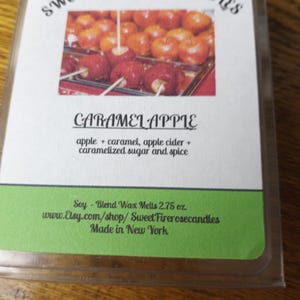 CARAMEL APPLE
apple + caramel, apple cider +
caramelized sugar and spice
Soy - Blend Wax Melts 2.75 oz.
www.Etsy.com/shop/SweetFirerosecandles
Made in New York